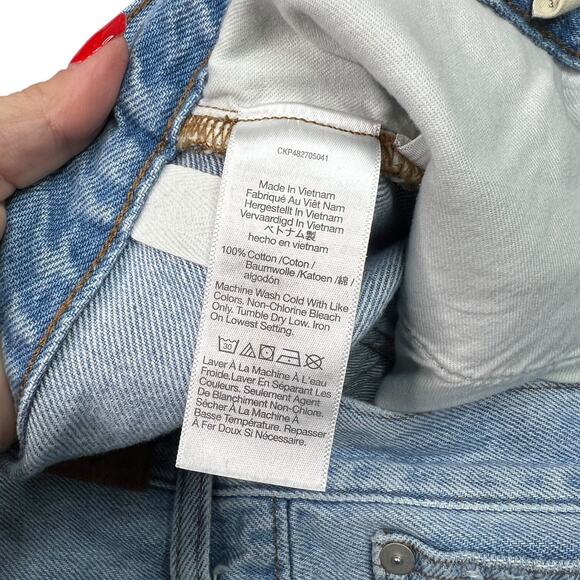 CKP482705041
Made In Vietnam
Fabriqué Au Viêt Nam
Hergestellt In Vietnam
Vervaardigd In Vietnam
ベトナム製
hecho en vietnam
100% Cotton /Coton /
Baumwolle /Katoen /綿 /
algodón
Machine Wash Cold With Like
Colors. Non-Chlorine Bleach
Only. Tumble Dry Low. Iron
On Lowest Setting.
30
Laver À La Machine À L'eau
Froide.Laver En Séparant Les
Couleurs. Seulement Agent
De Blanchiment Non-Chlore.
Sécher À La Machine À
Basse Température. Repasser
À Fer Doux Si Nécessaire.